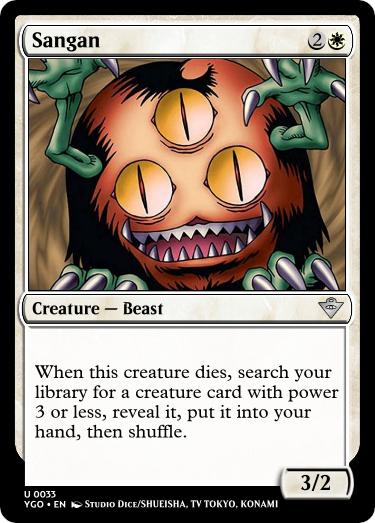 Sangan 2
Creature — Beast
When this creature dies, search your
library for a creature card with power
3 or less, reveal it, put it into your
hand, then shuffle.
3/2
U 0033
YGO • EN Studio Dice/SHUEISHA, TV TOKYO, KONAMI